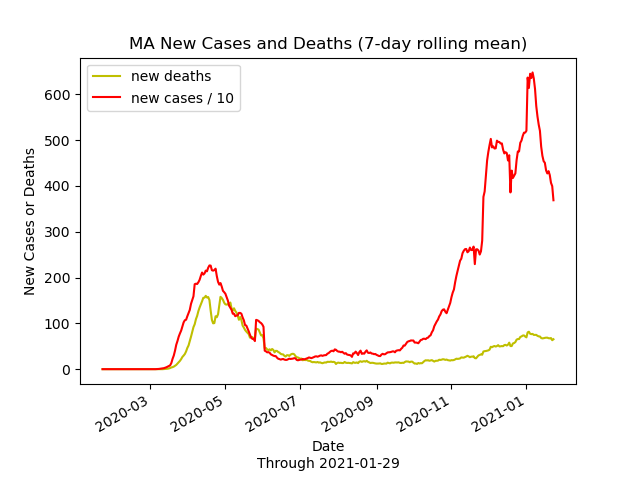 MA New Cases and Deaths (7-day rolling mean)
new deaths
new cases / 10
600
500
400
300
200
100
0
New Cases or Deaths
2020-03
2020-05
2020-07
2020-09
2020-11
2021-01
Date
Through 2021-01-29